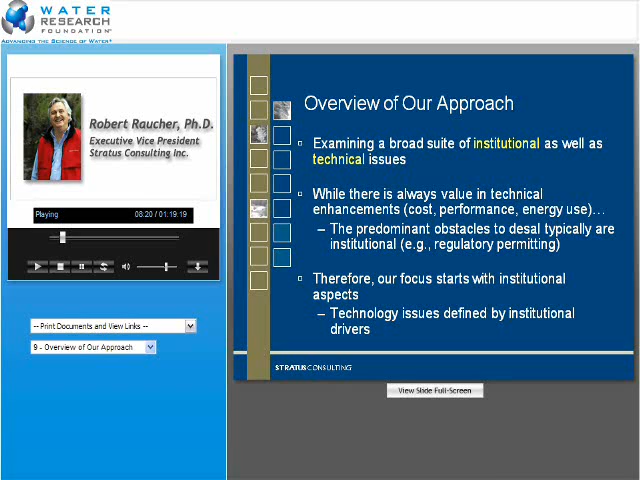 WATER
RESEARCH
FOUNDATION
ADVANCING THE SCIENCE OF WATER®
Robert Raucher, Ph.D.
Executive Vice President
Stratus Consulting Inc.
Playing 08:20 / 01:19:19
-- Print Documents and View Links --
9 - Overview of Our Approach
Overview of Our Approach
Examining a broad suite of institutional as well as
technical issues
While there is always value in technical
enhancements (cost, performance, energy use)…
– The predominant obstacles to desal typically are
institutional (e.g., regulatory permitting)
Therefore, our focus starts with institutional
aspects
– Technology issues defined by institutional
drivers
STRATUS CONSULTING
View Slide Full-Screen